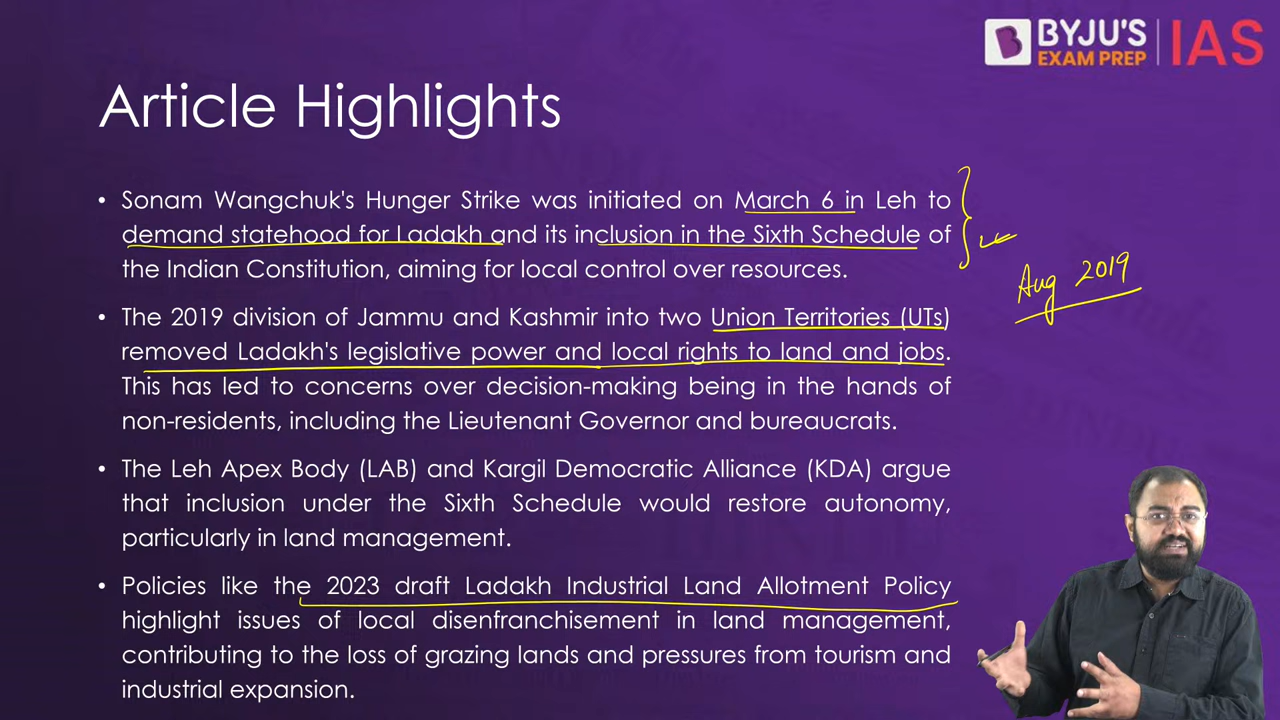 BYJU'S
EXAM PREP
IAS
Article Highlights
• Sonam Wangchuk's Hunger Strike was initiated on March 6 in Leh to
demand statehood for Ladakh and its inclusion in the Sixth Schedule of
the Indian Constitution, aiming for local control over resources.
Aug 2019
• The 2019 division of Jammu and Kashmir into two Union Territories (UTs)
removed Ladakh's legislative power and local rights to land and jobs.
This has led to concerns over decision-making being in the hands of
non-residents, including the Lieutenant Governor and bureaucrats.
• The Leh Apex Body (LAB) and Kargil Democratic Alliance (KDA) argue
that inclusion under the Sixth Schedule would restore autonomy,
particularly in land management.
• Policies like the 2023 draft Ladakh Industrial Land Allotment Policy
highlight issues of local disenfranchisement in land management,
contributing to the loss of grazing lands and pressures from tourism and
industrial expansion.